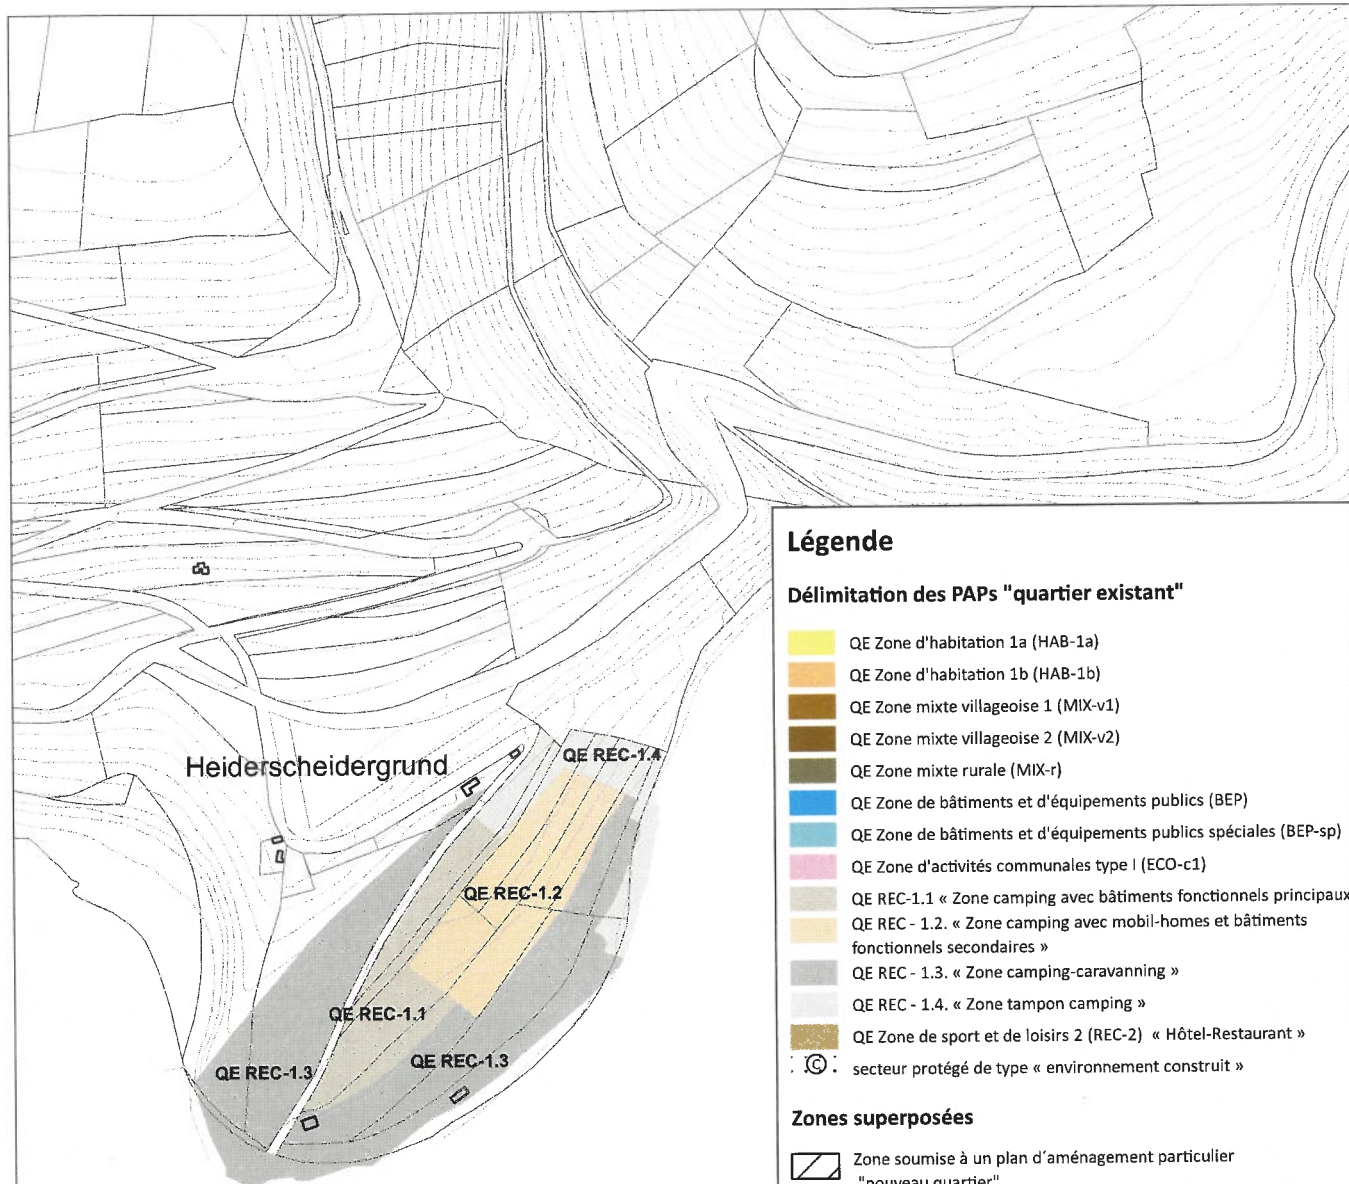 Légende
Délimitation des PAPs "quartier existant"
QE Zone d'habitation 1a (HAB-1a)
QE Zone d'habitation 1b (HAB-1b)
QE Zone mixte villageoise 1 (MIX-v1)
QE Zone mixte villageoise 2 (MIX-v2)
QE Zone mixte rurale (MIX-r)
QE Zone de bâtiments et d'équipements publics (BEP)
QE Zone de bâtiments et d'équipements publics spéciales (BEP-sp)
QE Zone d'activités communales type I (ECO-c1)
QE REC-1.1 « Zone camping avec bâtiments fonctionnels principaux
QE REC - 1.2. « Zone camping avec mobil-homes et bâtiments
fonctionnels secondaires »
QE REC - 1.3. « Zone camping-caravanning »
QE REC - 1.4. « Zone tampon camping »
QE Zone de sport et de loisirs 2 (REC-2) « Hôtel-Restaurant »
C secteur protégé de type « environnement construit »
Zones superposées
Zone soumise à un plan d´aménagement particulier
"nouveau quartier"
Heiderscheidergrund
QE REC-1.4
QE REC-1.2
QE REC-1.1
QE REC-1.3
QE REC-1.3